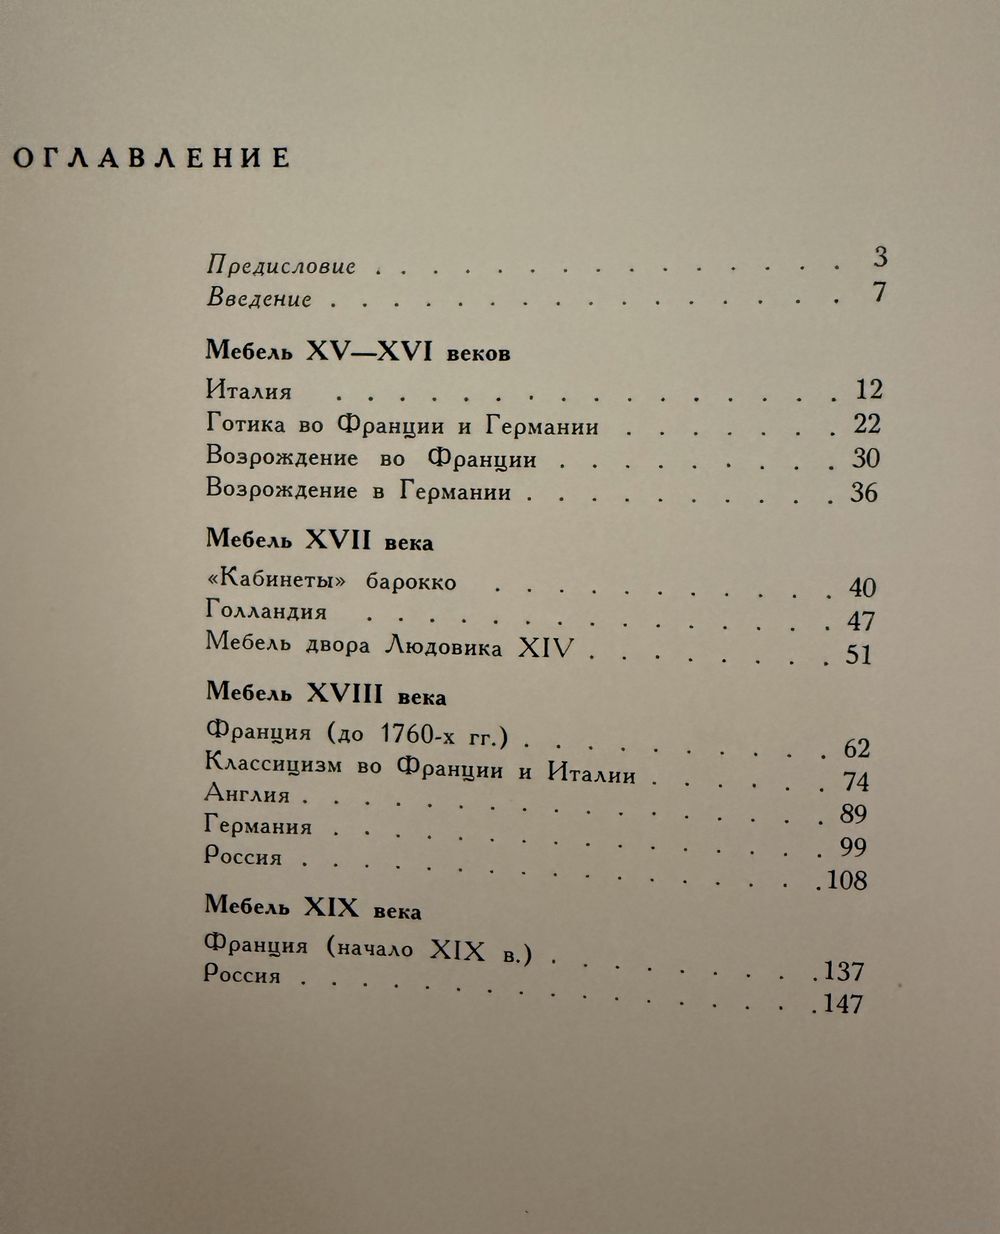 ОГЛАВЛЕНИЕ
Предисловие . . . . . . . . . . . . . . . 3
Введение . . . . . . . . . . . . . . . . . 7
Мебель XV—XVI веков
Италия . . . . . . . . . . . . . . . . . 12
Готика во Франции и Германии . . . . . . . 22
Возрождение во Франции . . . . . . . . . 30
Возрождение в Германии . . . . . . . . . . 36
Мебель XVII века
«Кабинеты» барокко . . . . . . . . . . . 40
Голландия . . . . . . . . . . . . . . . 47
Мебель двора Людовика XIV . . . . . . . . 51
Мебель XVIII века
Франция (до 1760-х гг.) . . . . . . . . . . . 62
Классицизм во Франции и Италии . . . . . . 74
Англия . . . . . . . . . . . . . . . . . 89
Германия . . . . . . . . . . . . . . . . 99
Россия . . . . . . . . . . . . . . . . . 108
Мебель XIX века
Франция (начало XIX в.) . . . . . . . . . 137
Россия . . . . . . . . . . . . . . . . . 147